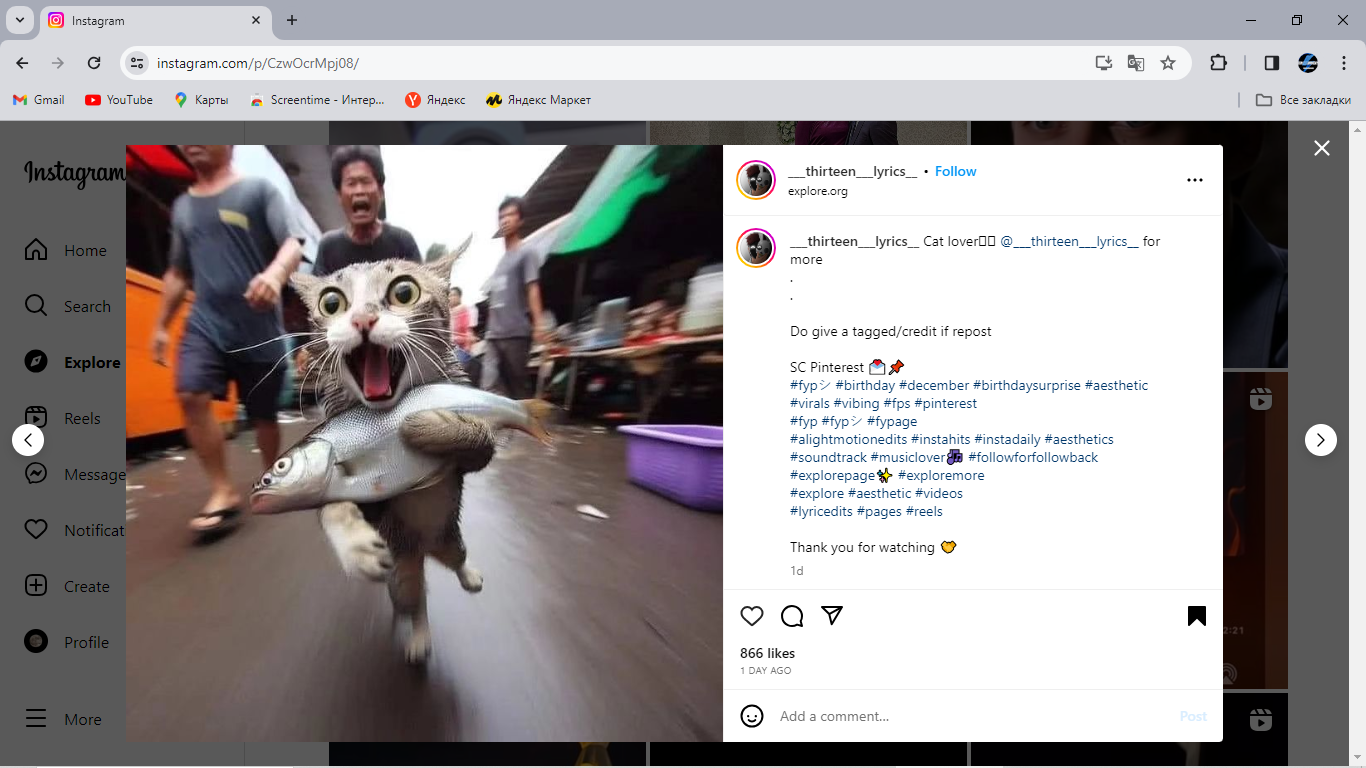 Instagram
instagram.com/p/CzwOcrMpj08/
Gmail
YouTube
Карты
Screentime - Интер...
Яндекс
Яндекс Маркет
Все закладки
Instagram
Home
Search
Explore
Reels
Message
Notificat
Create
Profile
More
___thirteen___lyrics__ • Follow
explore.org
___thirteen___lyrics__ Cat lover @___thirteen___lyrics__ for
more
.
.
Do give a tagged/credit if repost
SC Pinterest 💌📌
#fypシ #birthday #december #birthdaysurprise #aesthetic
#virals #vibing #fps #pinterest
#fyp #fypシ #fypage
#alightmotionedits #instahits #instadaily #aesthetics
#soundtrack #musiclover🎶 #followforfollowback
#explorepage✨ #exploremore
#explore #aesthetic #videos
#lyricedits #pages #reels
Thank you for watching
1d
866 likes
1 DAY AGO
Add a comment...
Post
2:21